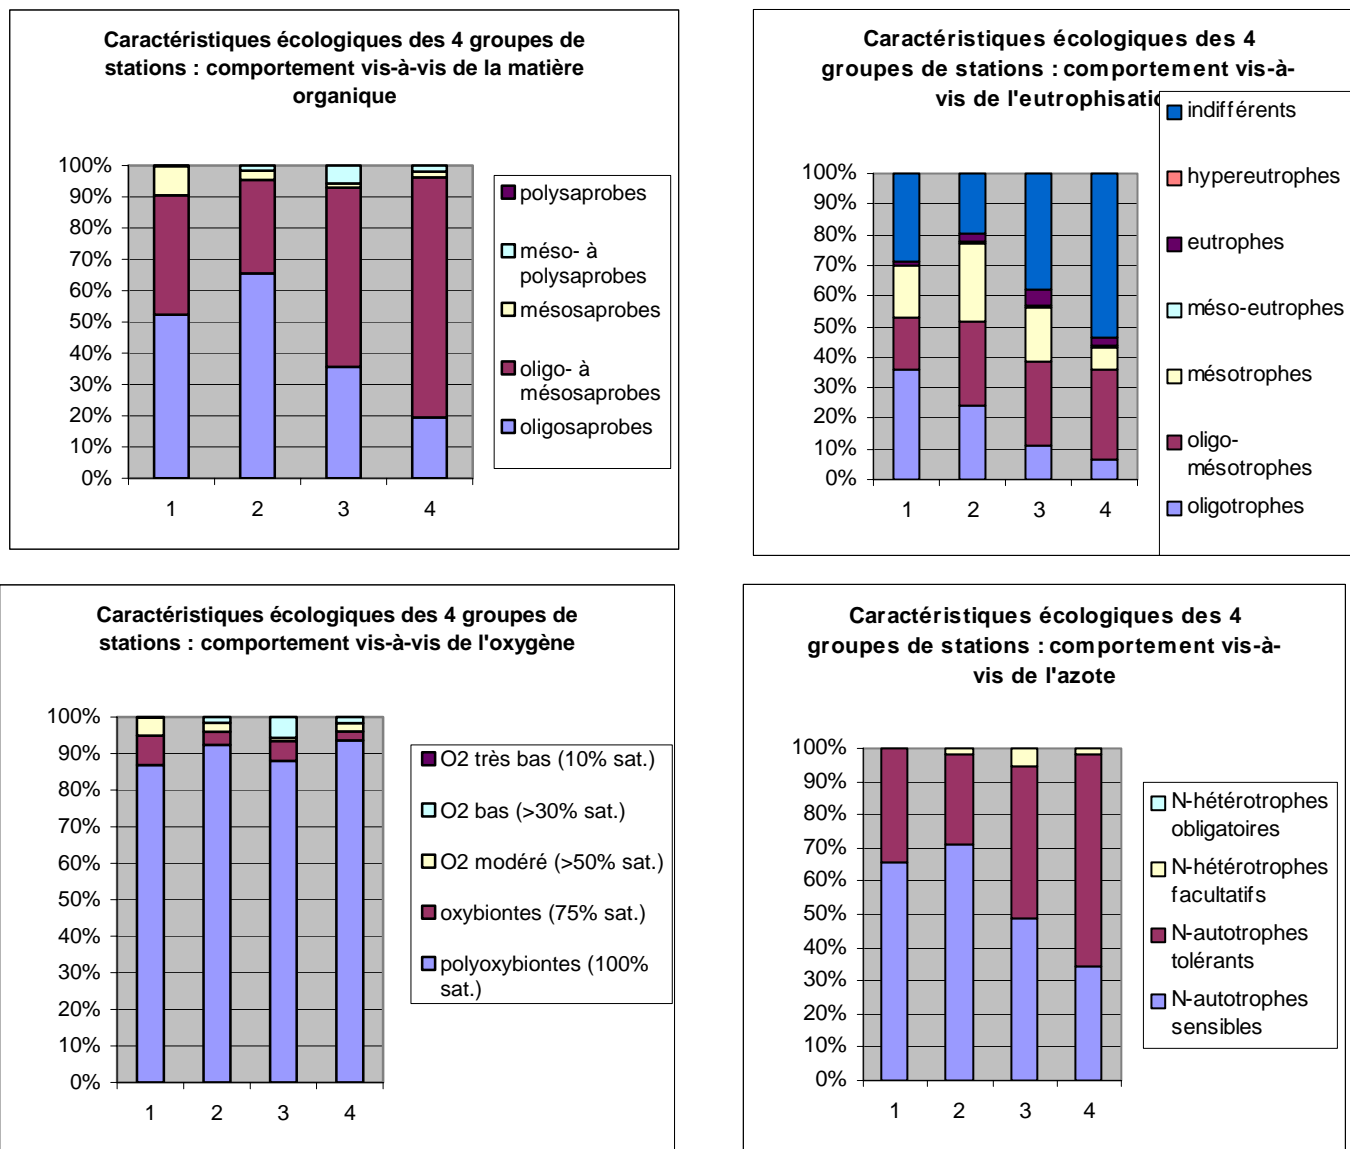 Caractéristiques écologiques des 4 groupes de
stations : comportement vis-à-vis de la matière
organique
100%
90%
80%
70%
60%
50%
40%
30%
20%
10%
0%
1 2 3 4
polysaprobes
méso- à
polysaprobes
mésosaprobes
oligo- à
mésosaprobes
oligosaprobes
Caractéristiques écologiques des 4
groupes de stations : comportement vis-à-
vis de l'eutrophisatio
100%
90%
80%
70%
60%
50%
40%
30%
20%
10%
0%
1 2 3 4
indifférents
hypereutrophes
eutrophes
méso-eutrophes
mésotrophes
oligo-
mésotrophes
oligotrophes
Caractéristiques écologiques des 4 groupes de
stations : comportement vis-à-vis de l'oxygène
100%
90%
80%
70%
60%
50%
40%
30%
20%
10%
0%
1 2 3 4
O2 très bas (10% sat.)
O2 bas (>30% sat.)
O2 modéré (>50% sat.)
oxybiontes (75% sat.)
polyoxybiontes (100%
sat.)
Caractéristiques écologiques des 4
groupes de stations : comportement vis-à-
vis de l'azote
100%
90%
80%
70%
60%
50%
40%
30%
20%
10%
0%
1 2 3 4
N-hétérotrophes
obligatoires
N-hétérotrophes
facultatifs
N-autotrophes
tolérants
N-autotrophes
sensibles